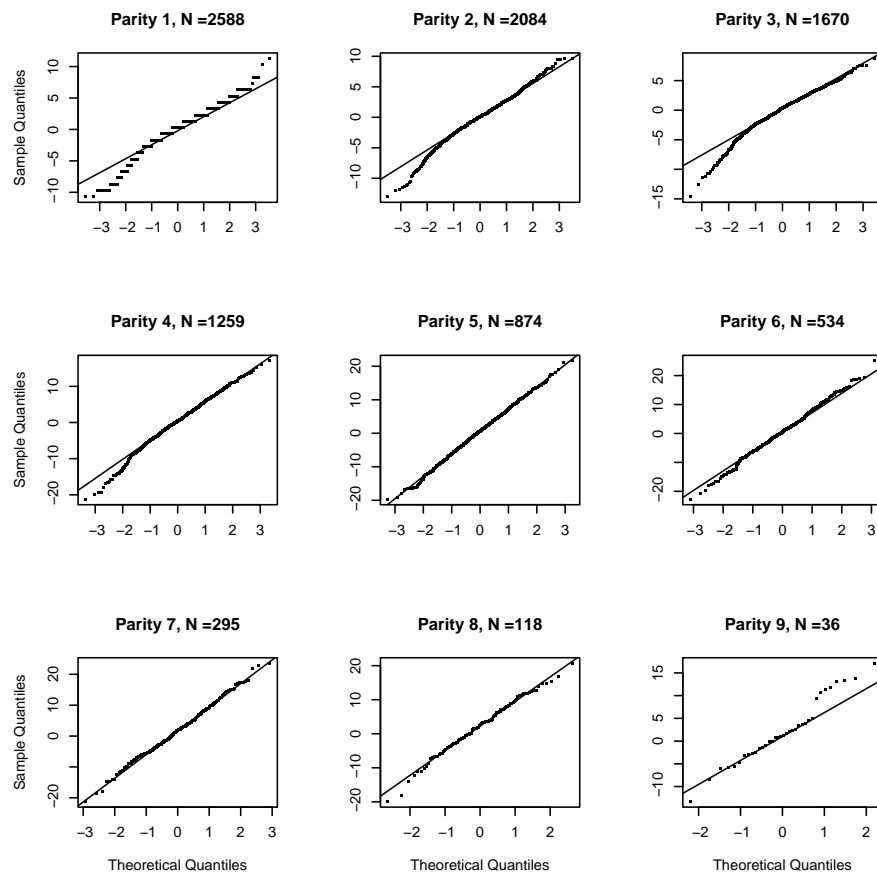 Parity 1, N =2588
Sample Quantiles
10
5
0
−5
−10
−3 −2 −1 0 1 2 3
Parity 2, N =2084
10
5
0
−5
−10
−3 −2 −1 0 1 2 3
Parity 3, N =1670
5
0
−5
−15
−3 −2 −1 0 1 2 3
Parity 4, N =1259
Sample Quantiles
10
0
−10
−20
−3 −2 −1 0 1 2 3
Parity 5, N =874
20
10
0
−10
−20
−3 −2 −1 0 1 2 3
Parity 6, N =534
20
10
0
−20
−3 −2 −1 0 1 2 3
Parity 7, N =295
Sample Quantiles
20
10
0
−20
−3 −2 −1 0 1 2 3
Theoretical Quantiles
Parity 8, N =118
20
10
0
−10
−20
−2 −1 0 1 2
Theoretical Quantiles
Parity 9, N =36
15
5
0
−10
−2 −1 0 1 2
Theoretical Quantiles